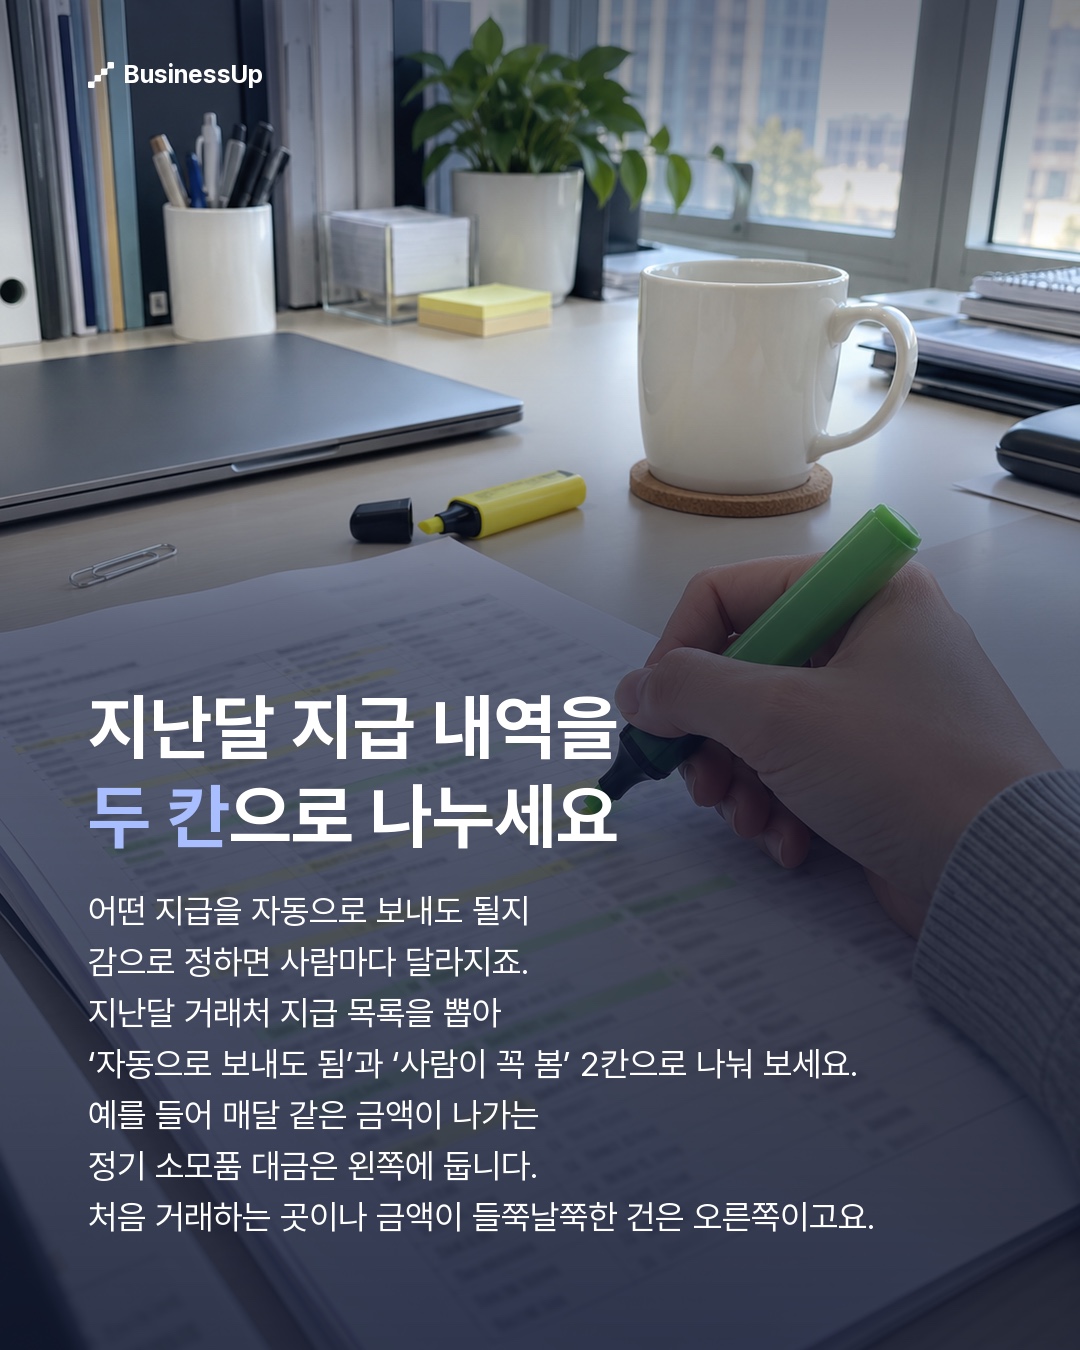 BusinessUp
지난달 지급 내역을
두 칸으로 나누세요
어떤 지급을 자동으로 보내도 될지
감으로 정하면 사람마다 달라지죠.
지난달 거래처 지급 목록을 뽑아
‘자동으로 보내도 됨’과 ‘사람이 꼭 봄’ 2칸으로 나눠 보세요.
예를 들어 매달 같은 금액이 나가는
정기 소모품 대금은 왼쪽에 둡니다.
처음 거래하는 곳이나 금액이 들쭉날쭉한 건은 오른쪽이고요.